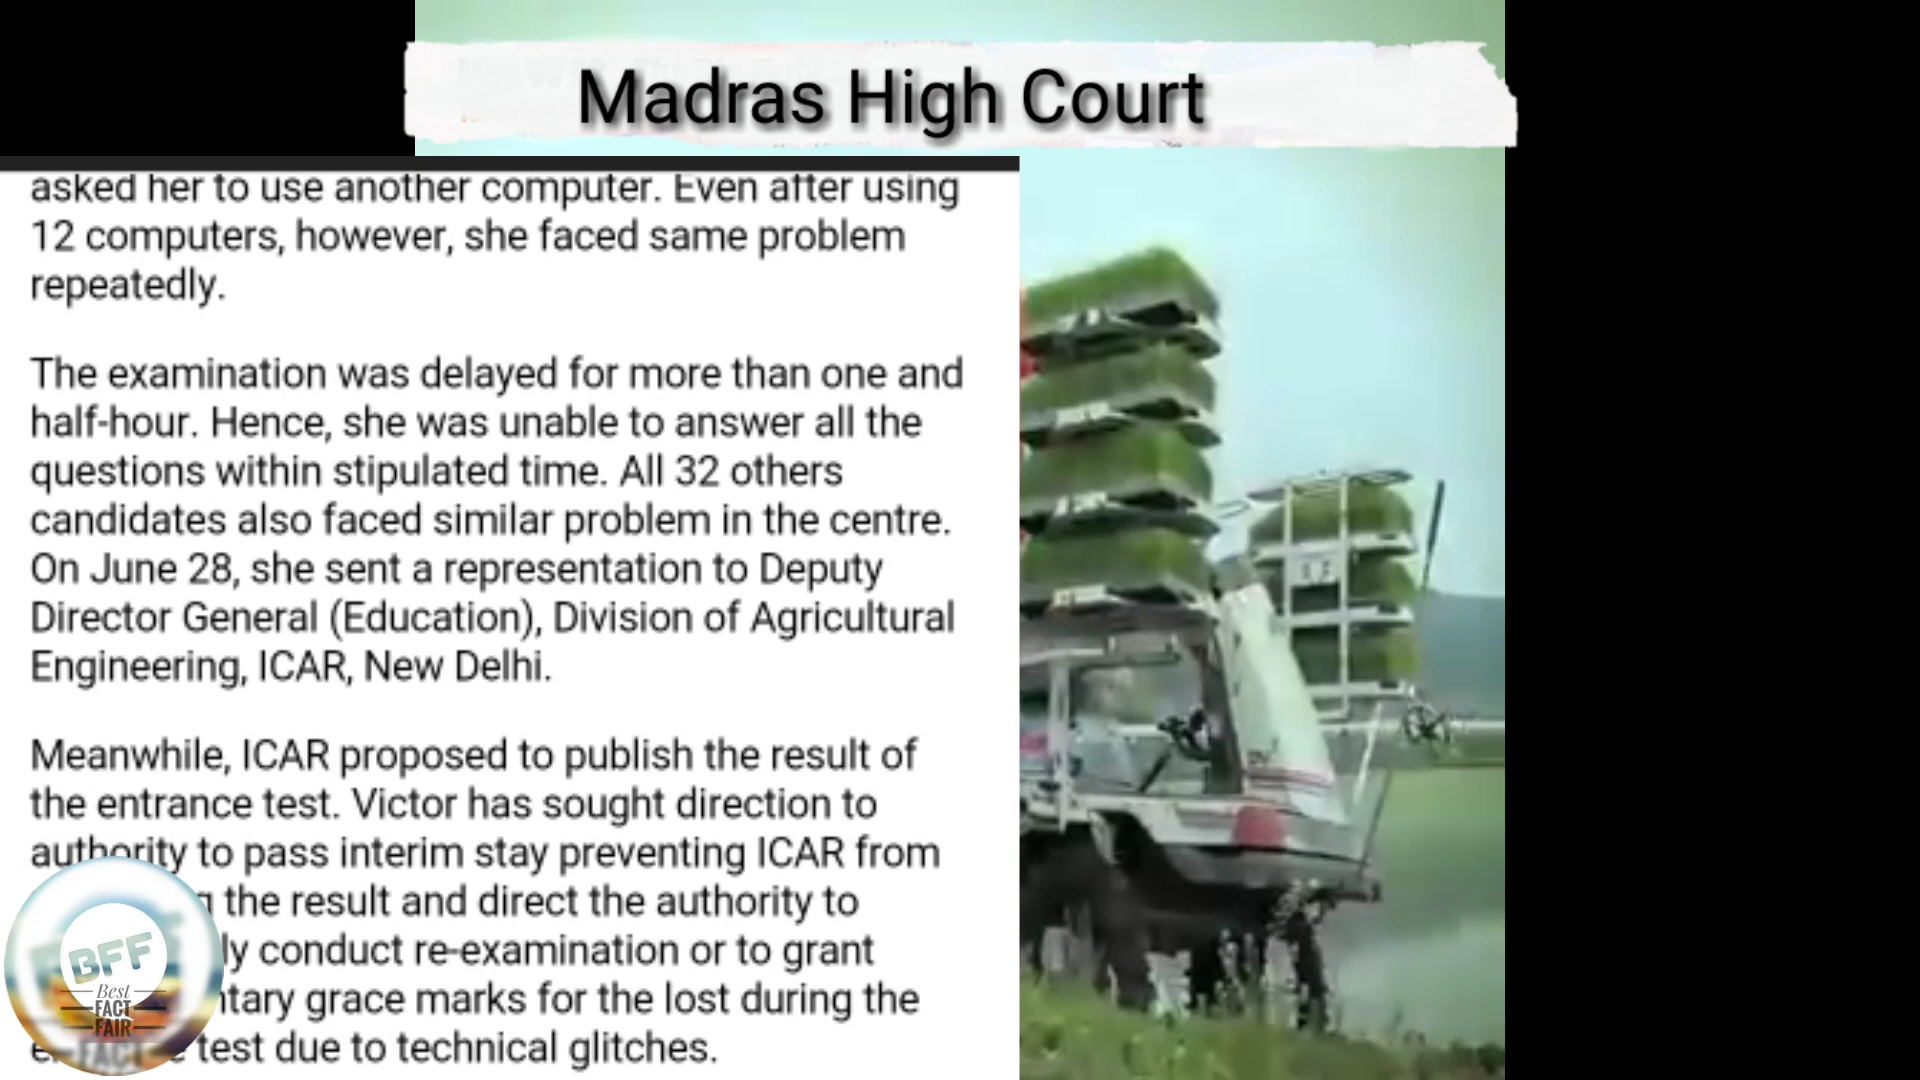 Madras High Court
asked her to use another computer. Even after using
12 computers, however, she faced same problem
repeatedly.
The examination was delayed for more than one and
half-hour. Hence, she was unable to answer all the
questions within stipulated time. All 32 others
candidates also faced similar problem in the centre.
On June 28, she sent a representation to Deputy
Director General (Education), Division of Agricultural
Engineering, ICAR, New Delhi.
Meanwhile, ICAR proposed to publish the result of
the entrance test. Victor has sought direction to
authority to pass interim stay preventing ICAR from
the result and direct the authority to
ly conduct re-examination or to grant
ntary grace marks for the lost during the
test due to technical glitches.
BFF
Best
FACT
FAIR